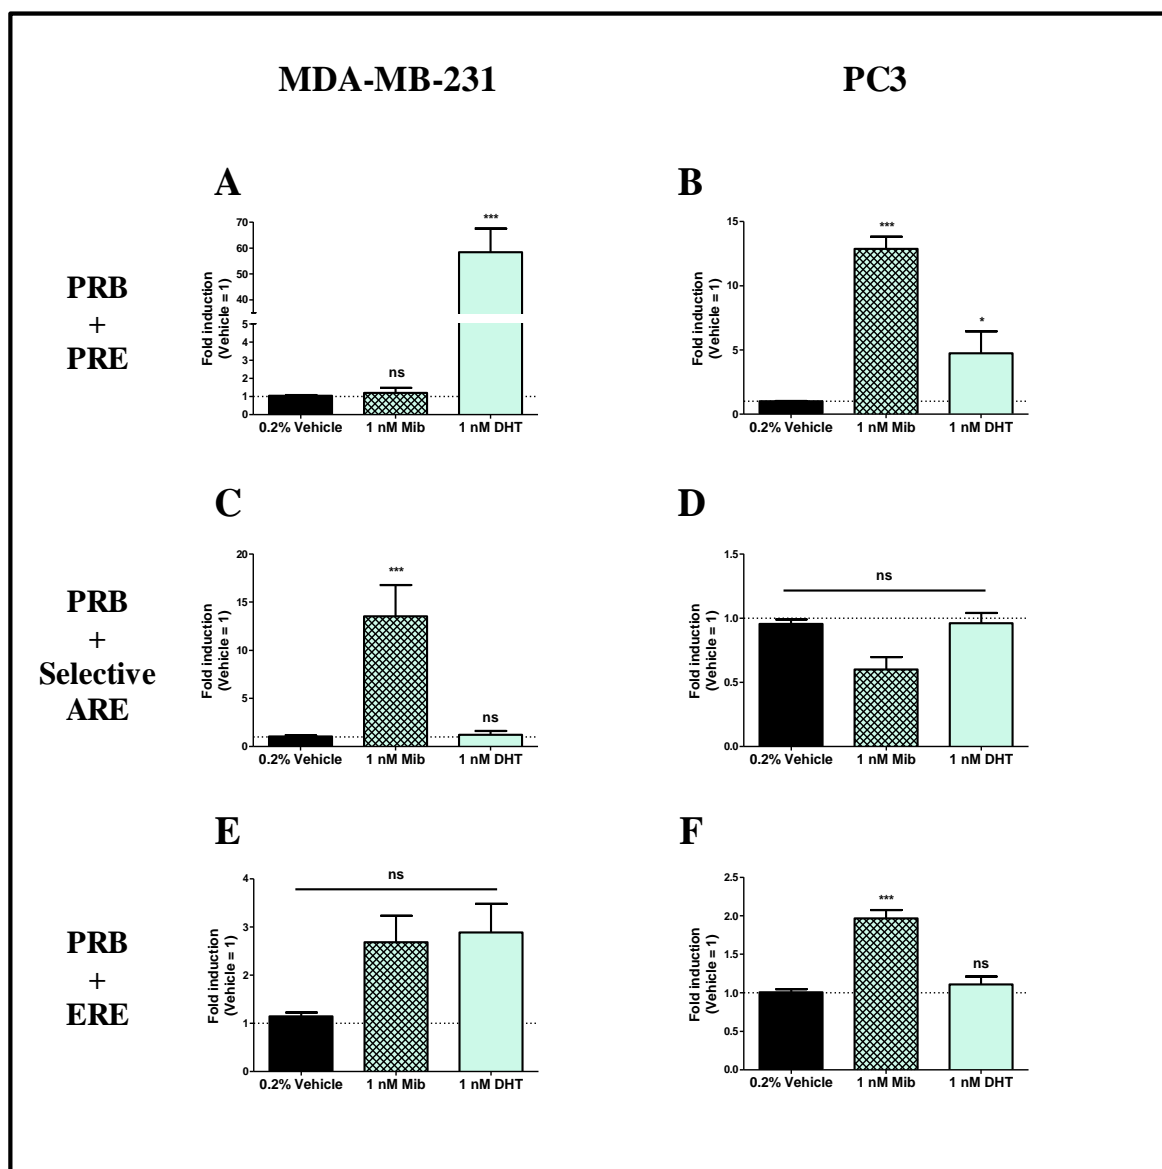 MDA-MB-231
PC3
PRB
+
PRE
A
Fold induction
(Vehicle = 1)
70
60
50
40
5
4
3
2
1
0
ns
***
0.2% Vehicle 1 nM Mib 1 nM DHT
B
Fold induction
(Vehicle = 1)
15
10
5
0
***
*
0.2% Vehicle 1 nM Mib 1 nM DHT
PRB
+
Selective
ARE
C
Fold induction
(Vehicle = 1)
20
15
10
5
0
***
ns
0.2% Vehicle 1 nM Mib 1 nM DHT
D
Fold induction
(Vehicle = 1)
1.5
1.0
0.5
0.0
ns
0.2% Vehicle 1 nM Mib 1 nM DHT
PRB
+
ERE
E
Fold induction
(Vehicle = 1)
4
3
2
1
0
ns
0.2% Vehicle 1 nM Mib 1 nM DHT
F
Fold induction
(Vehicle = 1)
2.5
2.0
1.5
1.0
0.5
0.0
***
ns
0.2% Vehicle 1 nM Mib 1 nM DHT